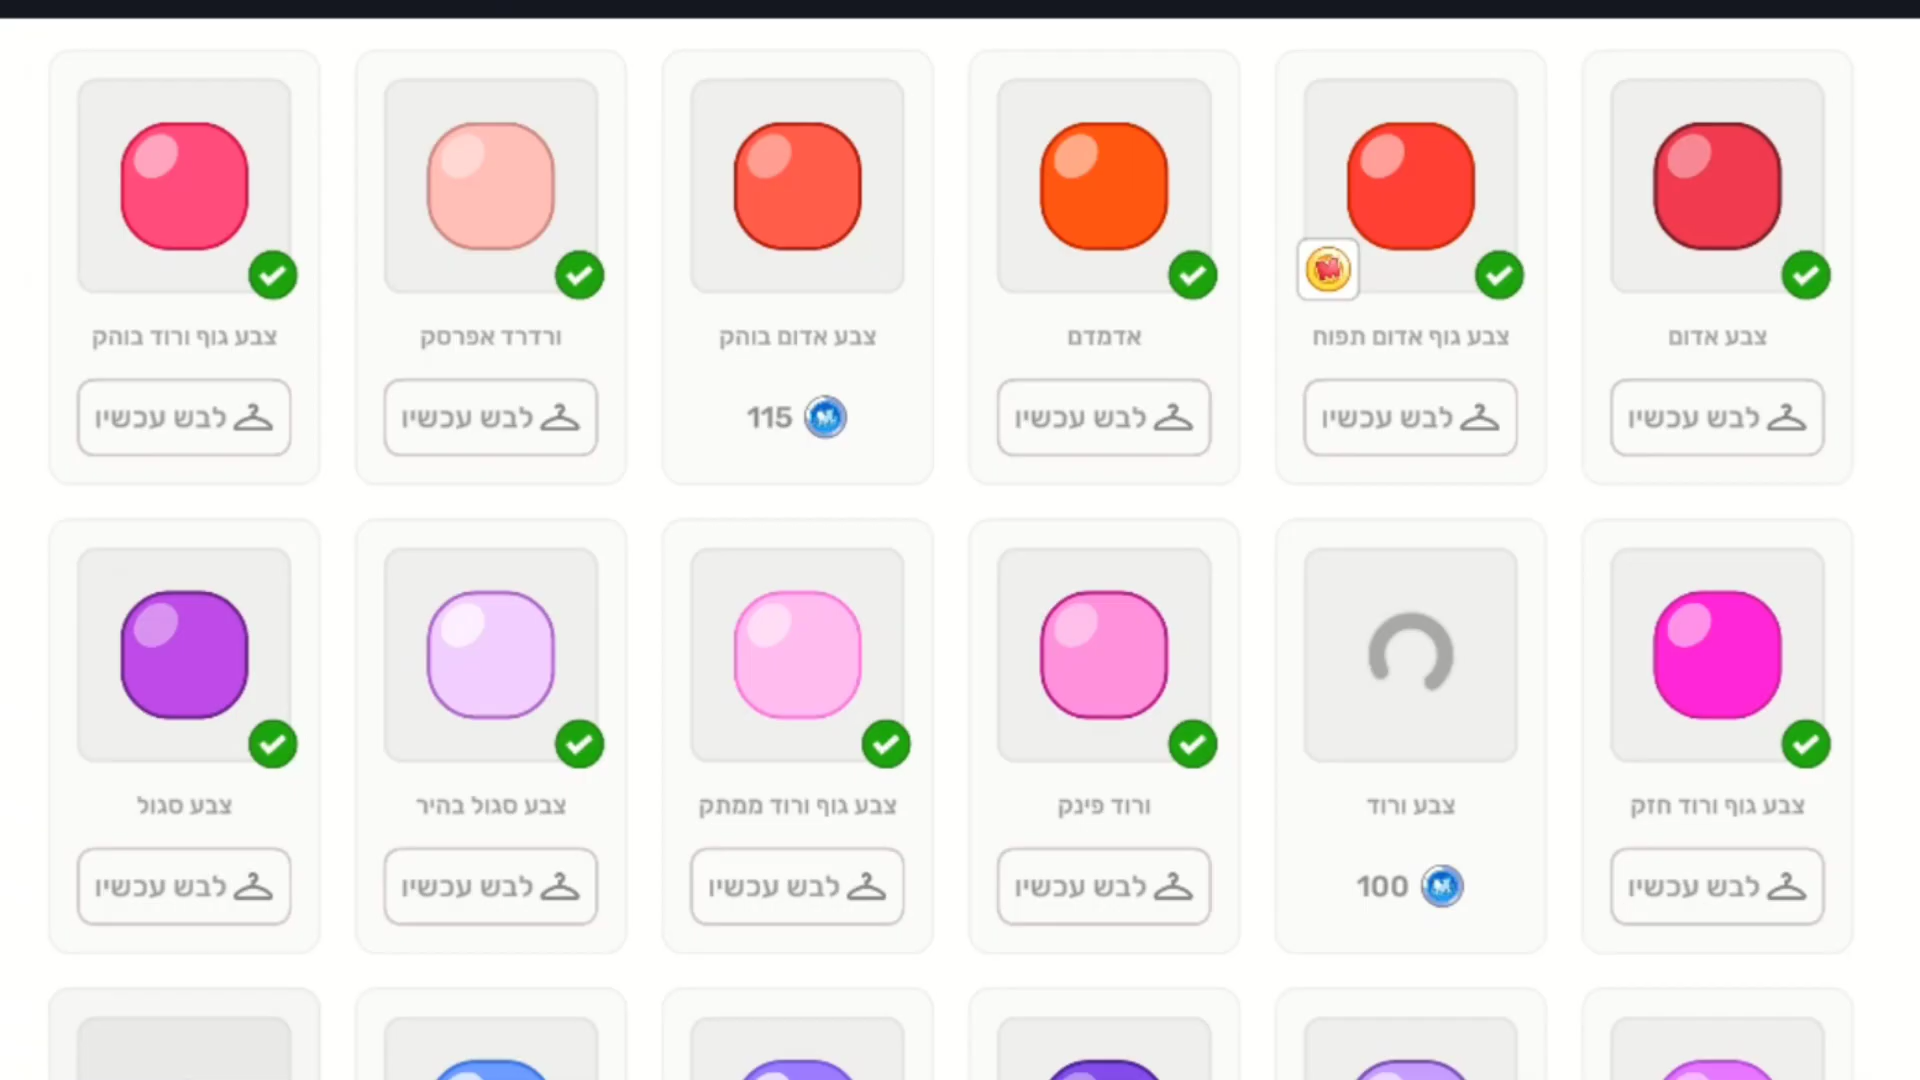 צבע אדום
צבע גוף אדום תפוח
אדמדם
צבע אדום בוהק
ורדרד אפרסק
צבע גוף ורוד בוהק
לבש עכשיו
לבש עכשיו
לבש עכשיו
115
לבש עכשיו
לבש עכשיו
צבע גוף ורוד חזק
צבע ורוד
ורוד פינק
צבע גוף ורוד ממתק
צבע סגול בהיר
צבע סגול
לבש עכשיו
100
לבש עכשיו
לבש עכשיו
לבש עכשיו
לבש עכשיו